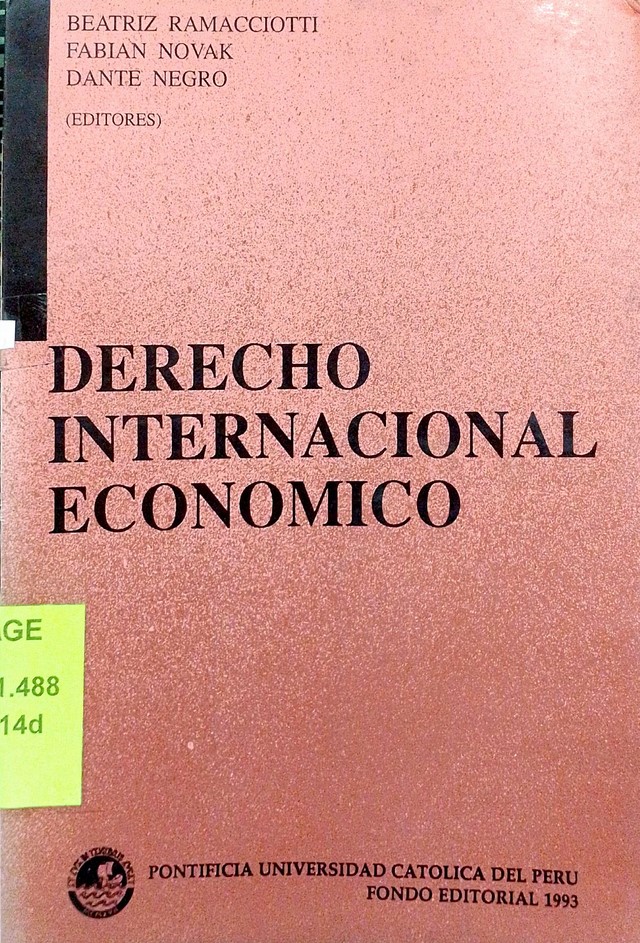 BEATRIZ RAMACCIOTTI
FABIAN NOVAK
DANTE NEGRO
(EDITORES)
DERECHO
INTERNACIONAL
ECONOMICO
AGE
1.488
14d
PONTIFICIA UNIVERSIDAD CATOLICA DEL PERU
FONDO EDITORIAL 1993